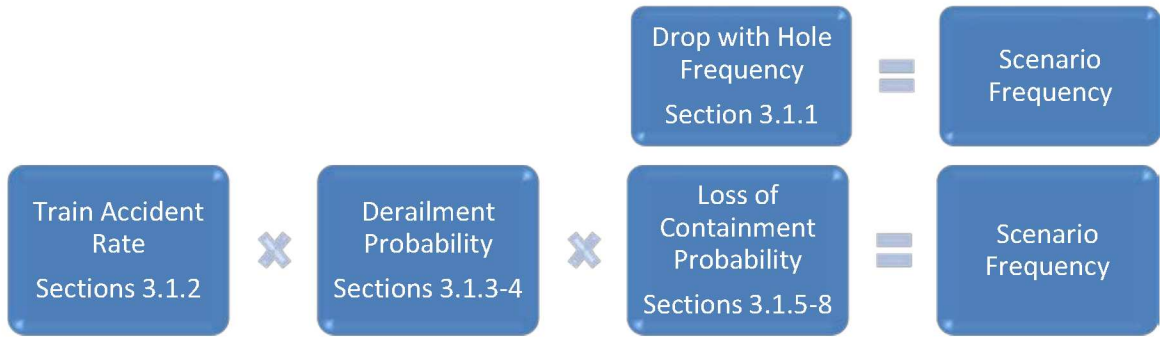 Drop with Hole
Frequency
Section 3.1.1
Scenario
Frequency
Train Accident
Rate
Sections 3.1.2
Derailment
Probability
Sections 3.1.3-4
Loss of
Containment
Probability
Sections 3.1.5-8
Scenario
Frequency